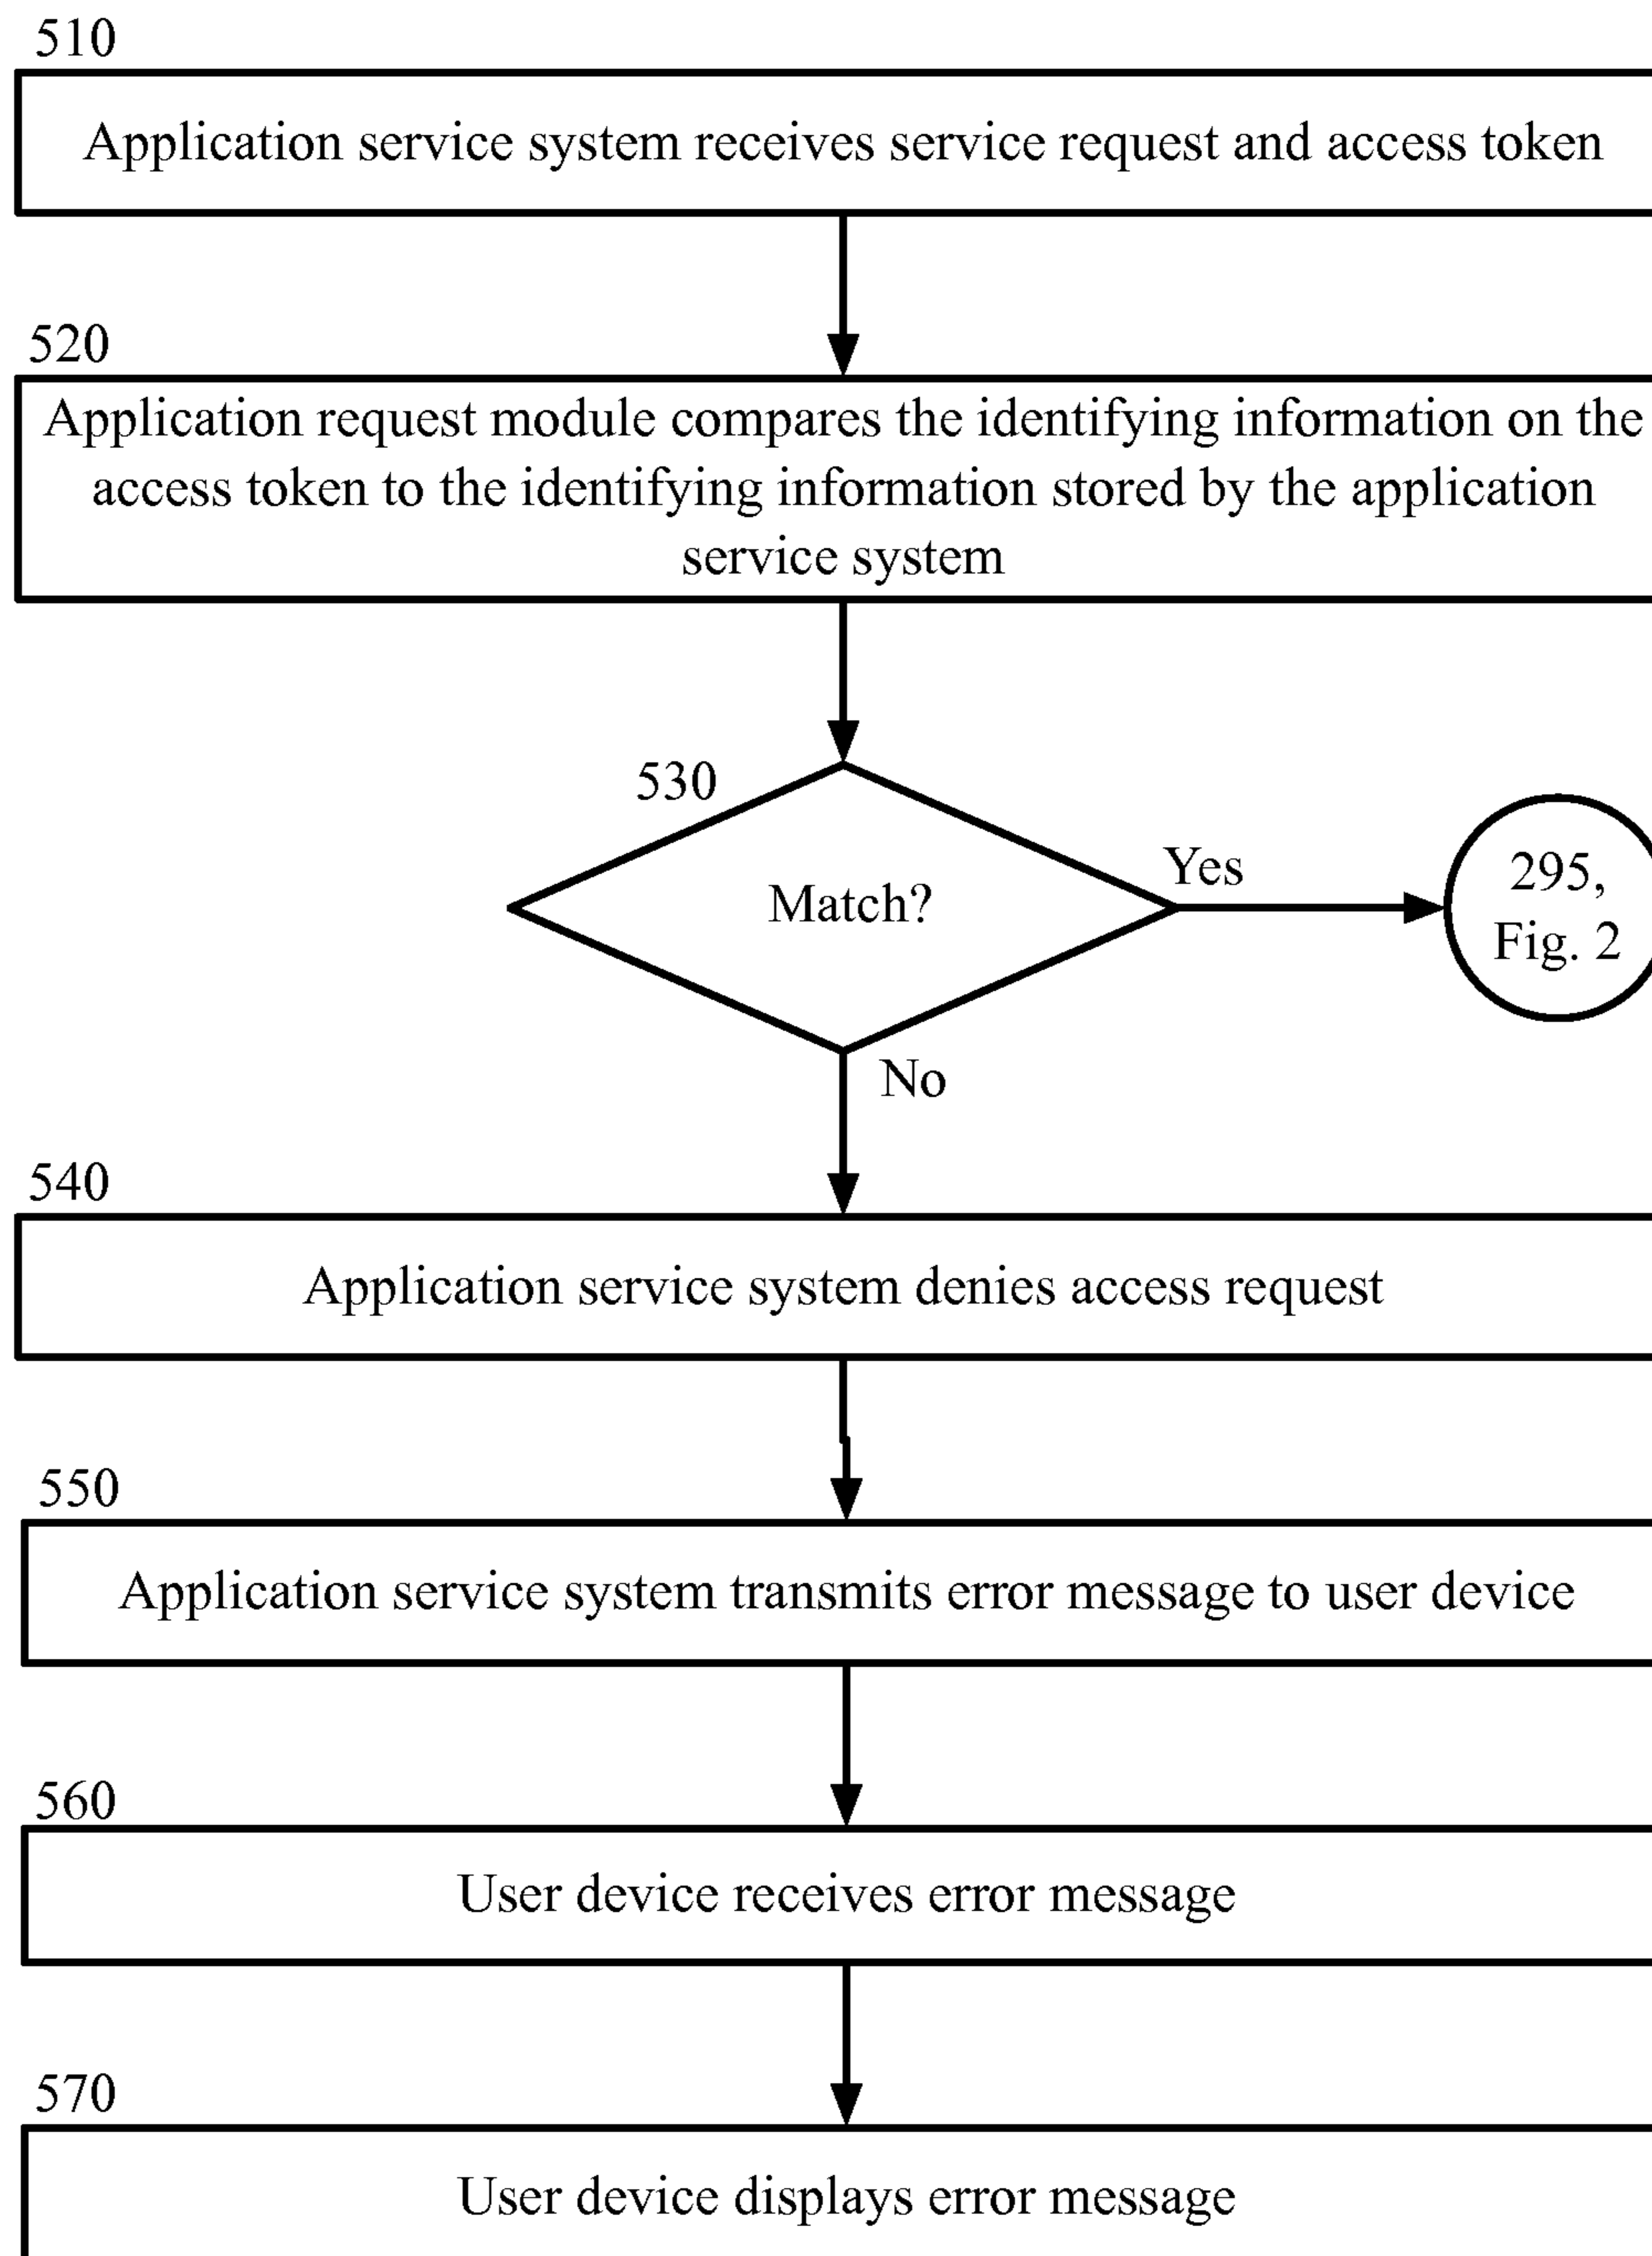 510
Application service system receives service request and access token
520
Application request module compares the identifying information on the
access token to the identifying information stored by the application
service system
530
Match?
Yes
295,
Fig. 2
No
540
Application service system denies access request
550
Application service system transmits error message to user device
560
User device receives error message
570
User device displays error message